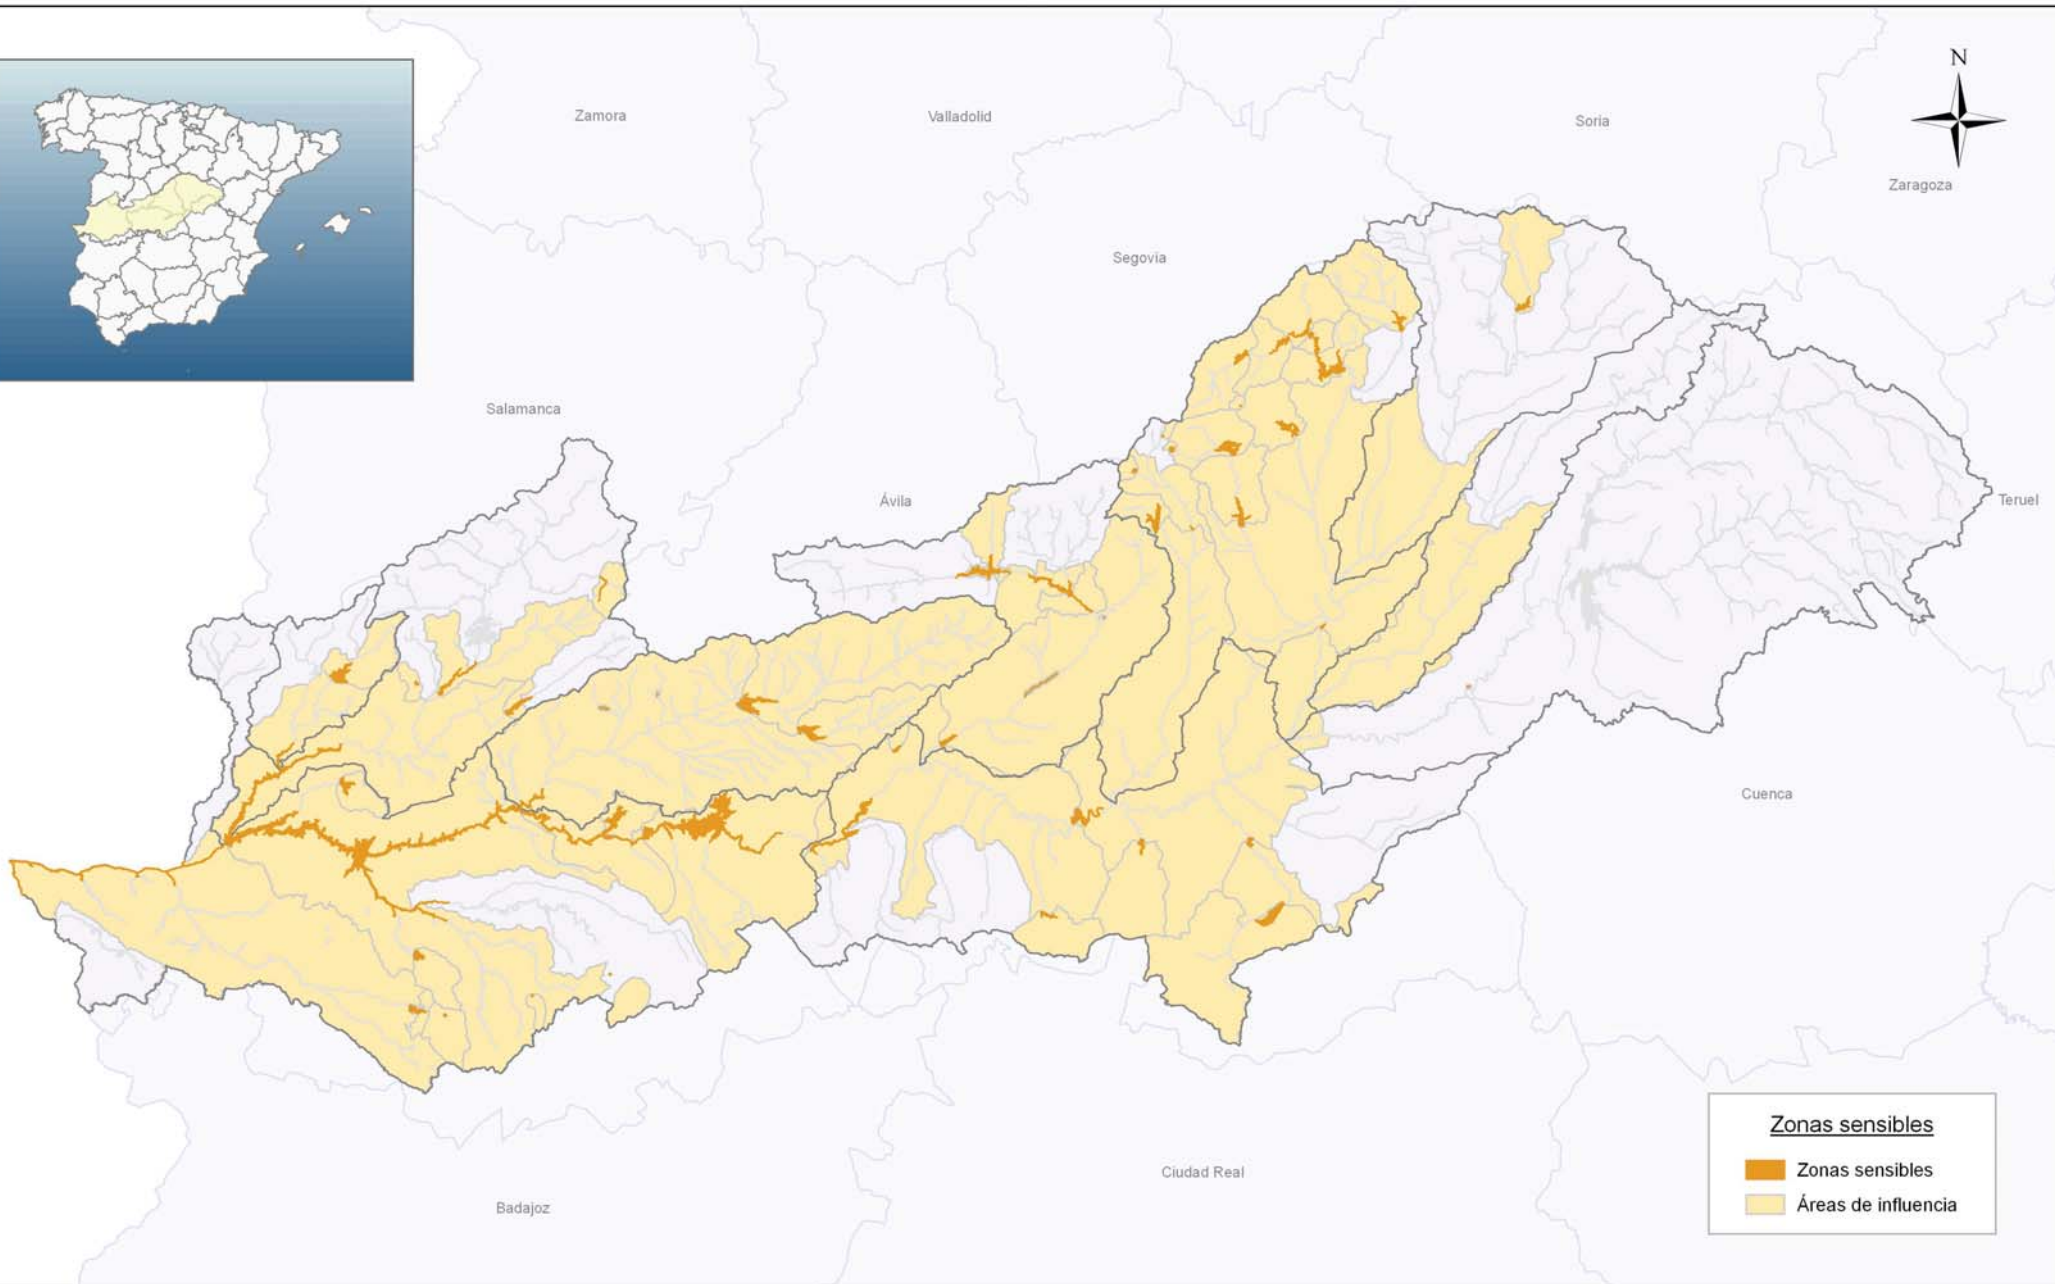 N
Zamora
Valladolid
Soria
Zaragoza
Segovia
Salamanca
Ávila
Teruel
Cuenca
Ciudad Real
Badajoz
Zonas sensibles
Zonas sensibles
Áreas de influencia